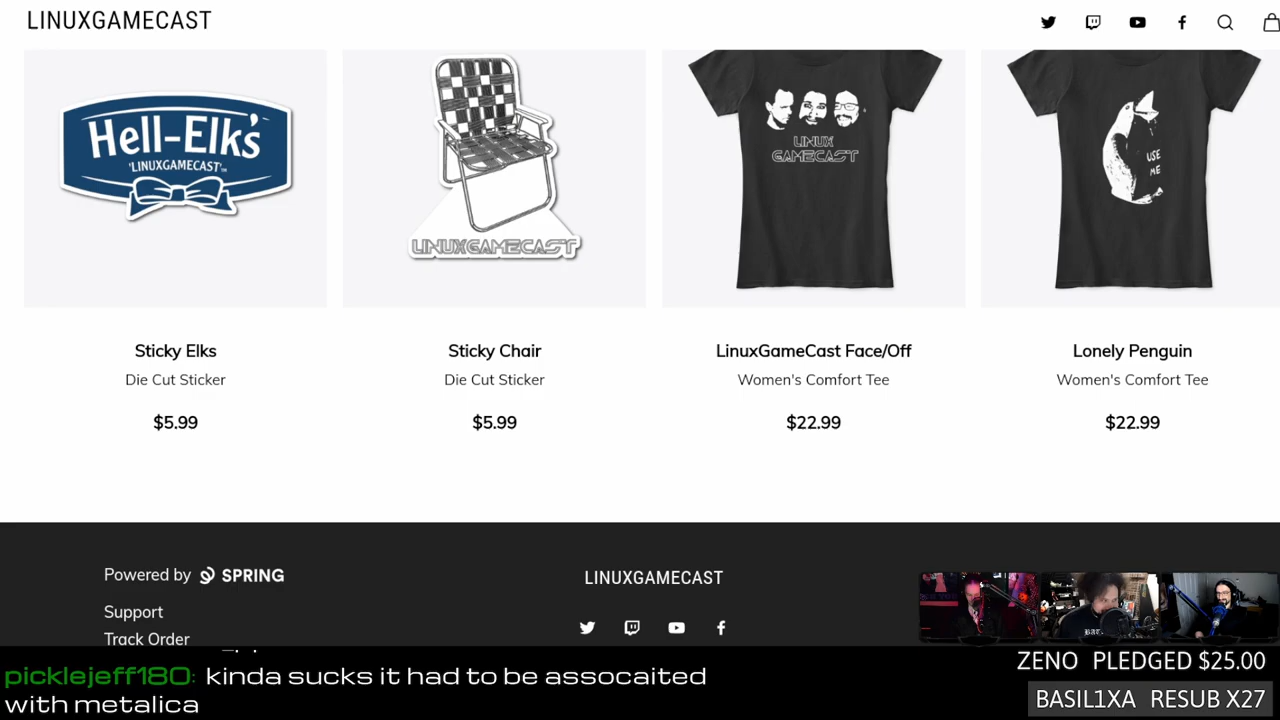 LINUXGAMECAST
Hell-Elk's
'LINUXGAMECAST'™
LINUXGAMECAST
LINUX
GAMECAST
USE
ME
Sticky Elks
Sticky Chair
LinuxGameCast Face/Off
Lonely Penguin
Die Cut Sticker
Die Cut Sticker
Women's Comfort Tee
Women's Comfort Tee
$5.99
$5.99
$22.99
$22.99
Powered by SPRING
LINUXGAMECAST
Support
Track Order
picklejeff180: kinda sucks it had to be assocaited
with metalica
ZENO PLEDGED $25.00
BASIL1XA RESUB X27